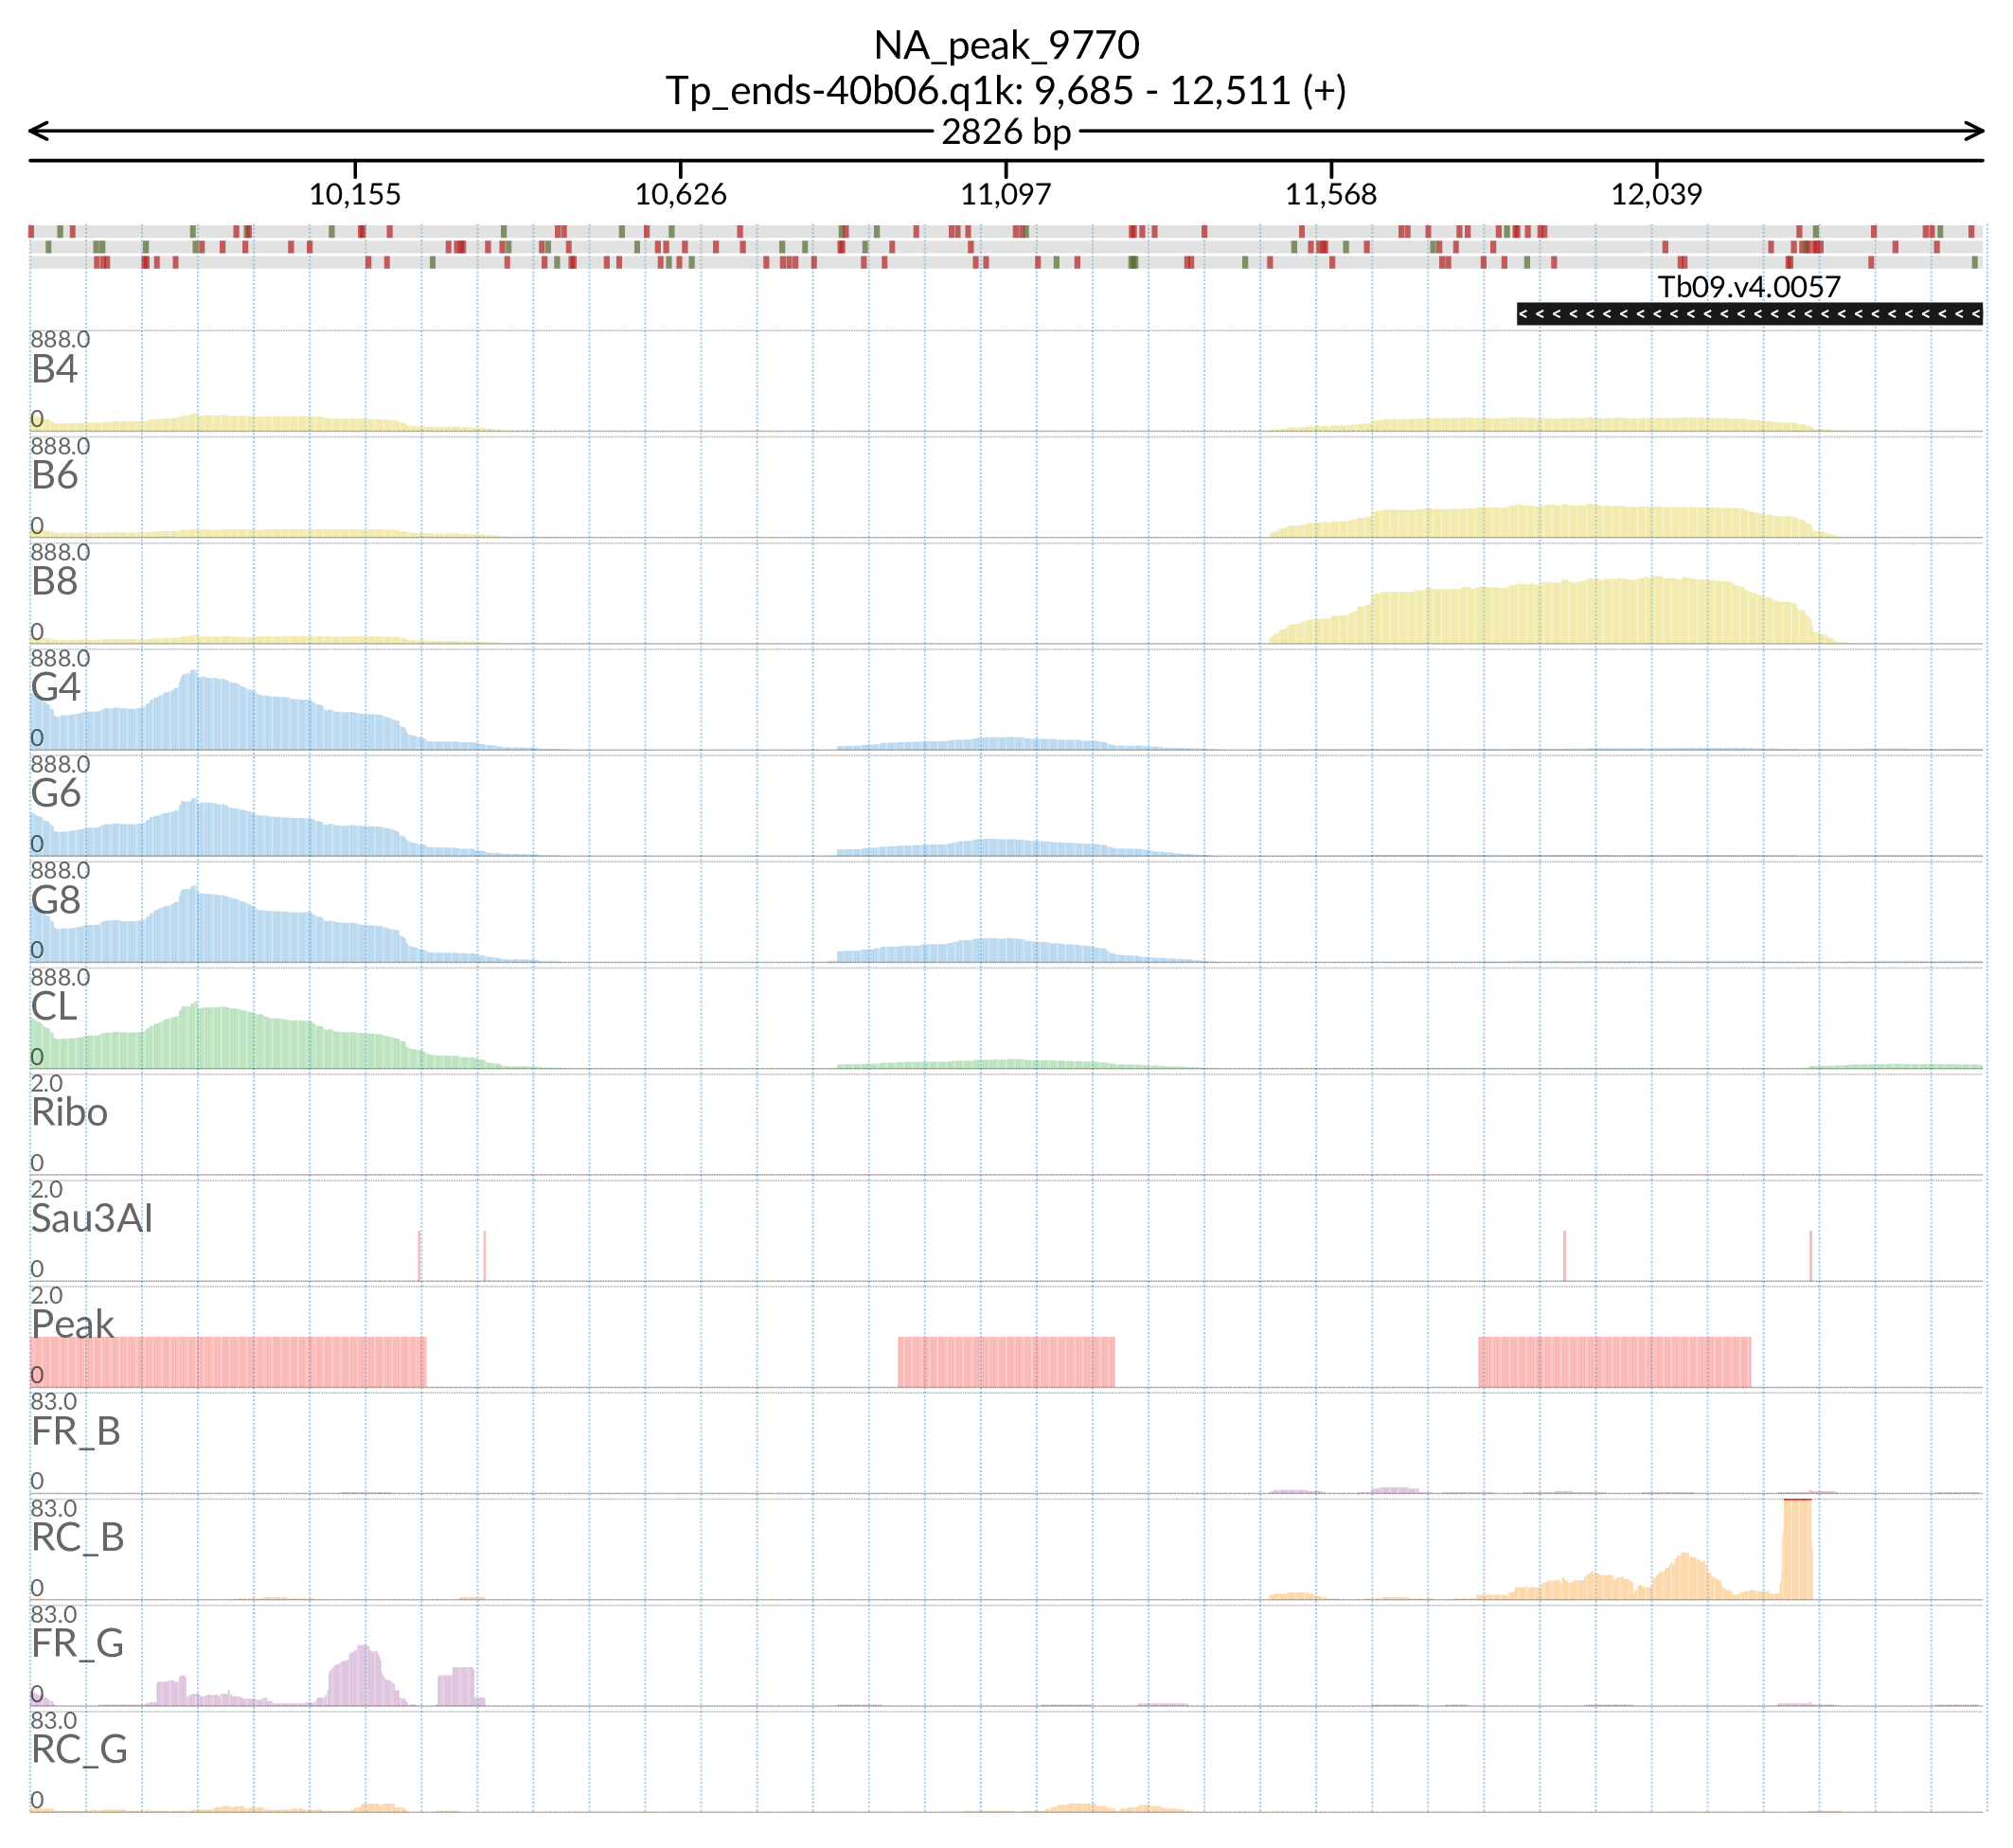 NA_peak_9770
Tp_ends-40b06.q1k: 9,685 - 12,511 (+)
2826 bp
10,155 10,626 11,097 11,568 12,039
Tb09.v4.0057
888.0
B4
0
888.0
B6
0
888.0
B8
0
888.0
G4
0
888.0
G6
0
888.0
G8
0
888.0
CL
0
2.0
Ribo
0
2.0
Sau3AI
0
2.0
Peak
0
83.0
FR_B
0
83.0
RC_B
0
83.0
FR_G
0
83.0
RC_G
0